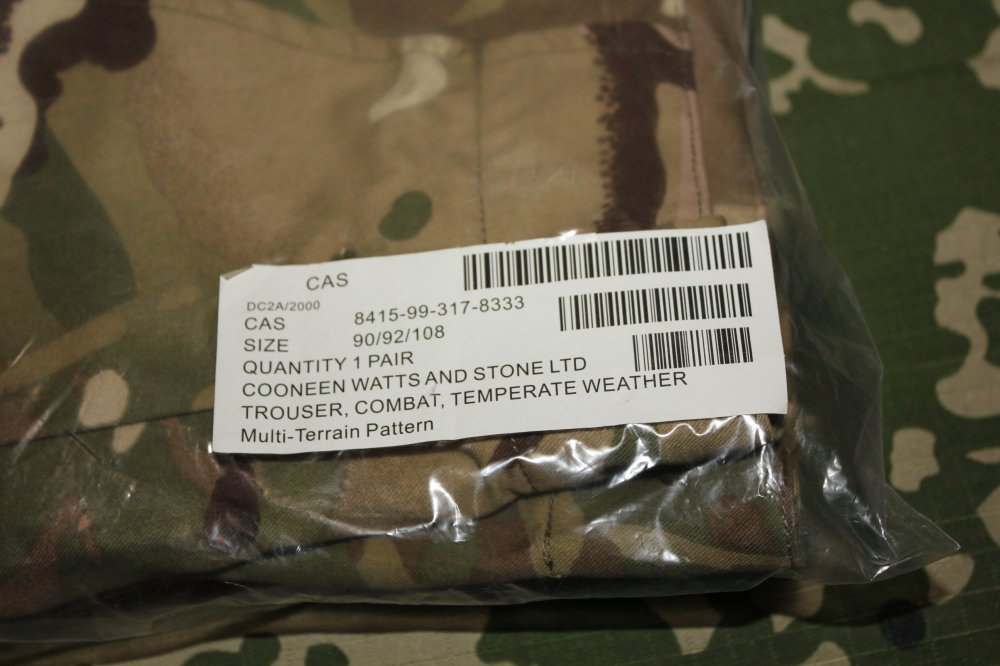 CAS
DC2A/2000
CAS 8415-99-317-8333
SIZE 90/92/108
QUANTITY 1 PAIR
COONEEN WATTS AND STONE LTD
TROUSER, COMBAT, TEMPERATE WEATHER
Multi-Terrain Pattern